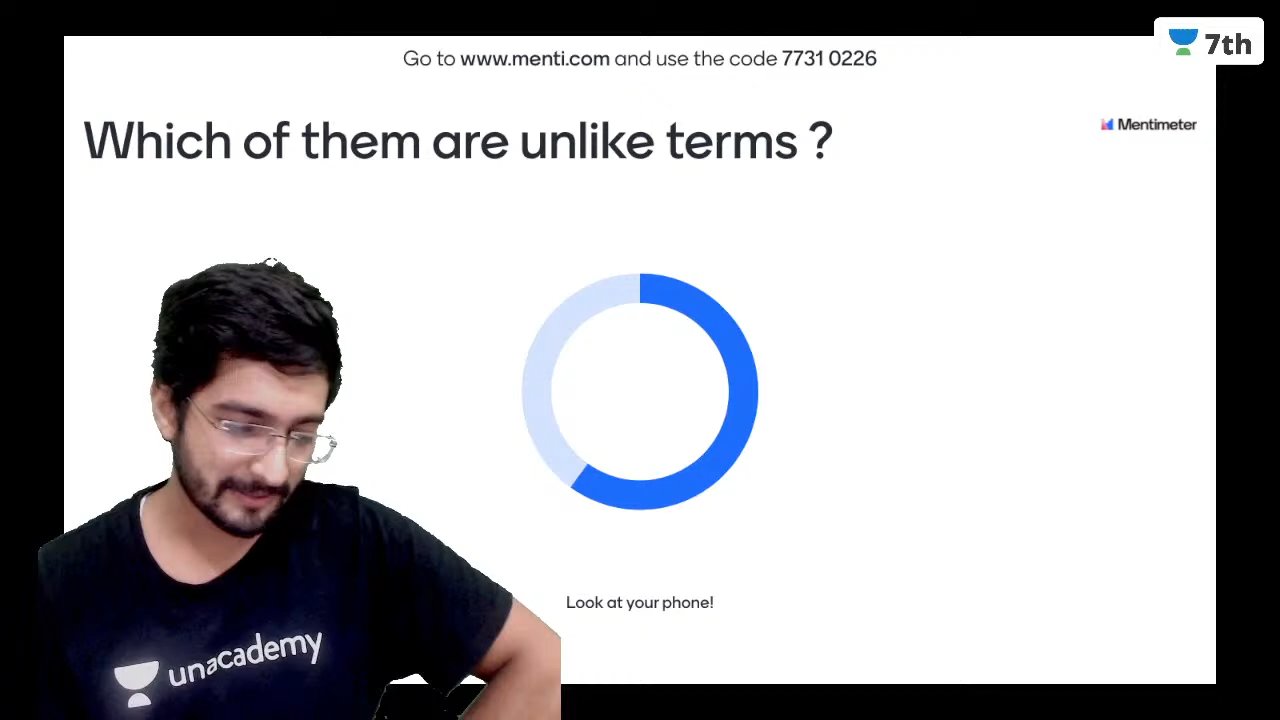 Go to www.menti.com and use the code 7731 0226
7th
Which of them are unlike terms ?
Mentimeter
Look at your phone!
unacademy